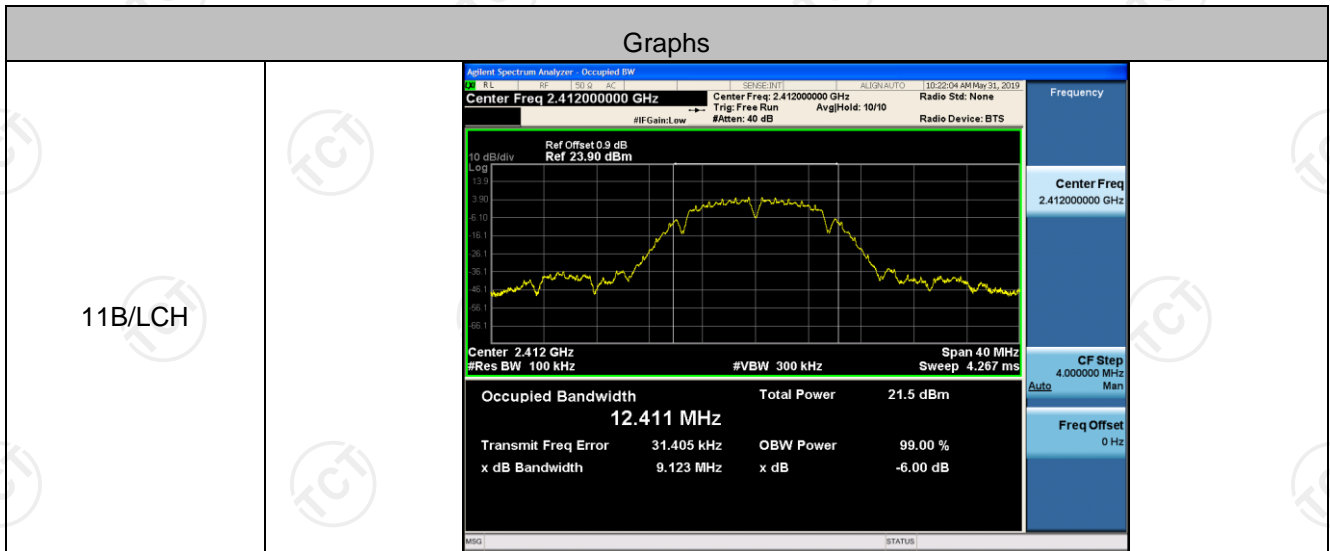 Graphs
11B/LCH
Agilent Spectrum Analyzer - Occupied BW
RL RF 50 Ω AC SENSE:INT ALIGNAUTO 10:22:04 AM May 31, 2019
Center Freq 2.412000000 GHz
Center Freq: 2.412000000 GHz
Radio Std: None
Trig: Free Run Avg|Hold: 10/10
#IFGain:Low #Atten: 40 dB Radio Device: BTS
Frequency
Ref Offset 0.9 dB
10 dB/div Ref 23.90 dBm
Log
13.9
3.90
-6.10
-16.1
-26.1
-36.1
-46.1
-56.1
-66.1
Center 2.412 GHz Span 40 MHz
#Res BW 100 kHz #VBW 300 kHz Sweep 4.267 ms
Occupied Bandwidth Total Power 21.5 dBm
12.411 MHz
Transmit Freq Error 31.405 kHz OBW Power 99.00 %
x dB Bandwidth 9.123 MHz x dB -6.00 dB
Center Freq
2.412000000 GHz
CF Step
4.000000 MHz
Auto Man
Freq Offset
0 Hz
MSG STATUS
TCT
TCT
TCT
TCT